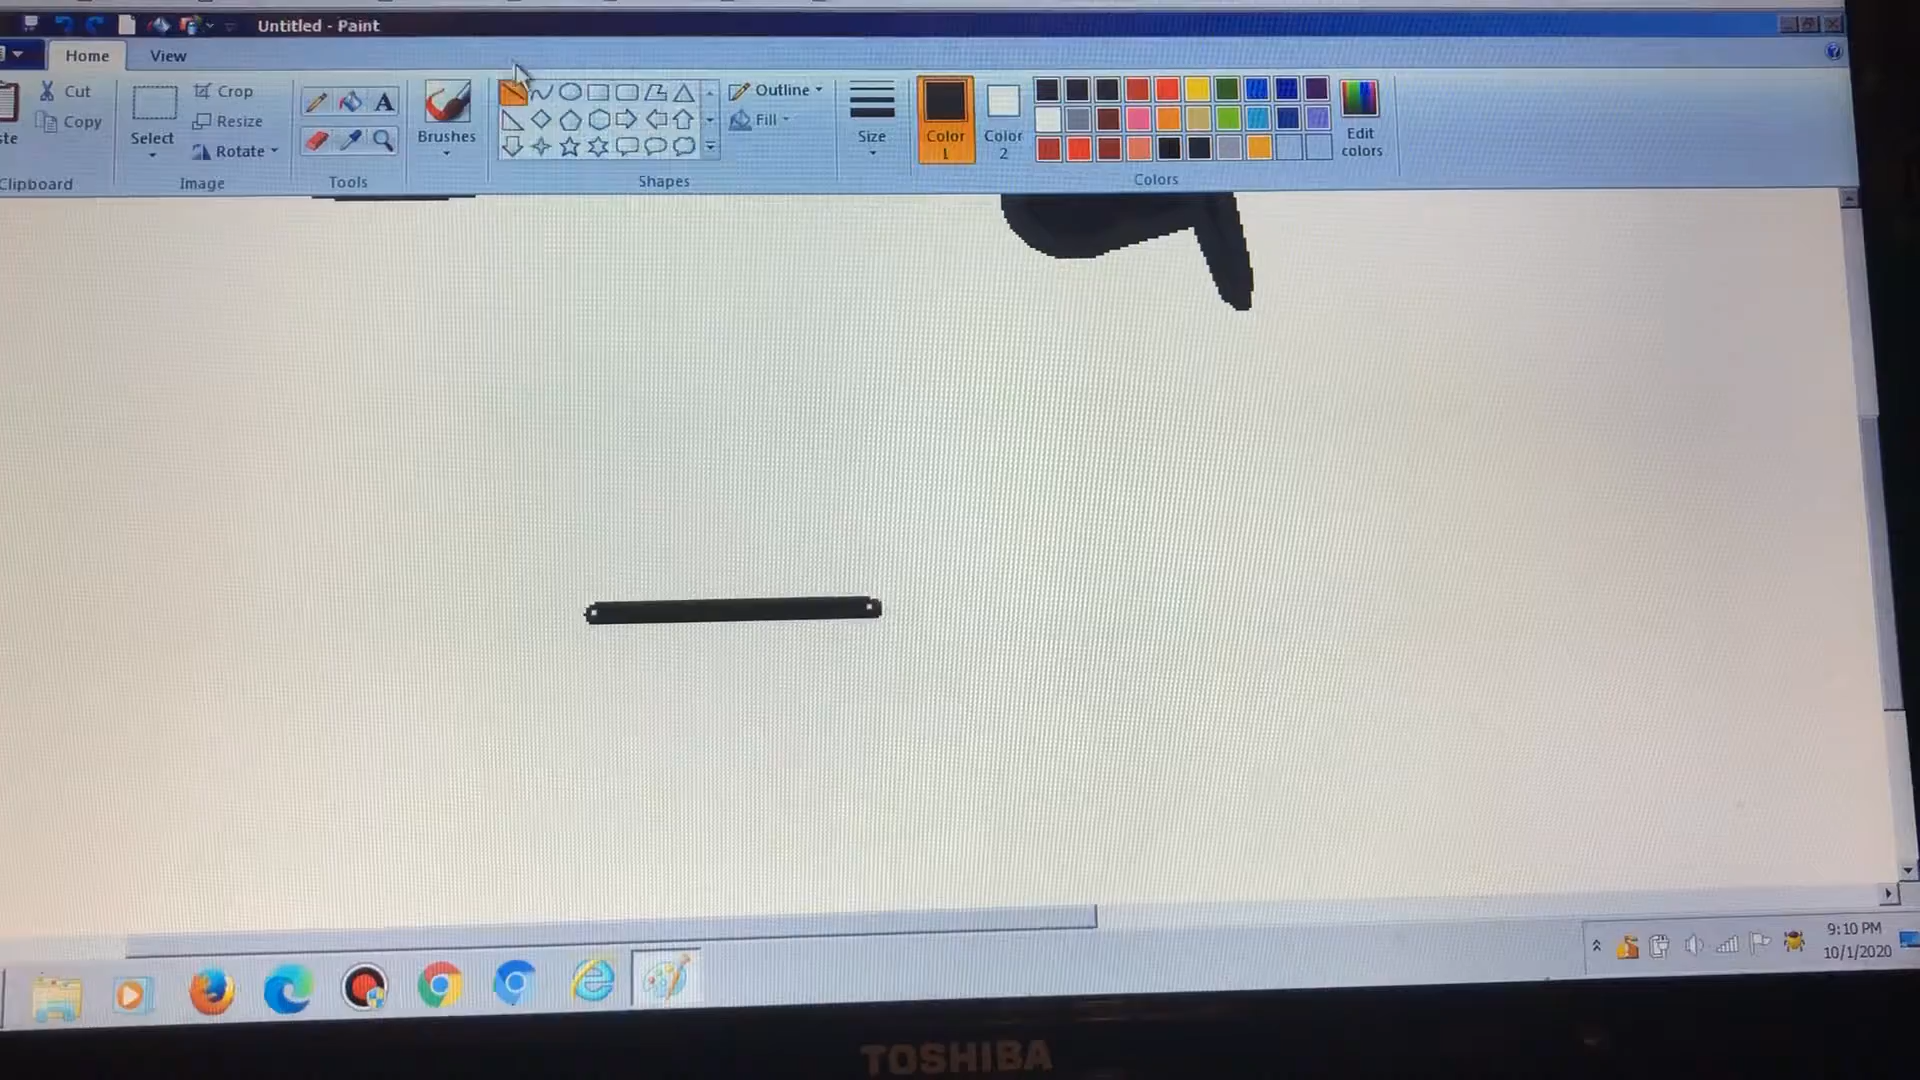 Untitled - Paint
Home View
Cut
Copy
Clipboard
Select
Crop
Resize
Rotate
Image
A
Tools
Brushes
Shapes
Outline
Fill
Size
Color 1
Color 2
Edit colors
Colors
9:10 PM
10/1/2020
TOSHIBA